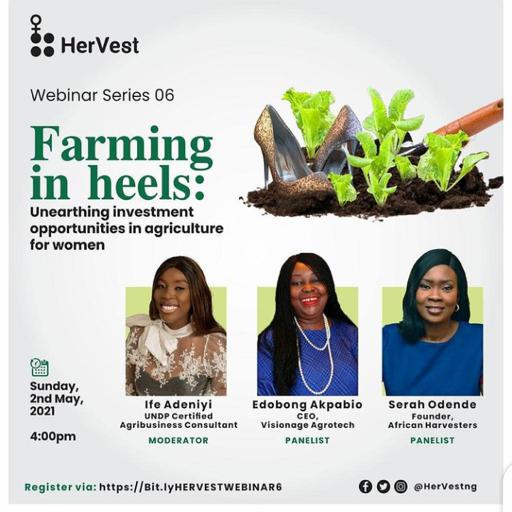 HerVest
Webinar Series 06
Farming
in heels:
Unearthing investment
opportunities in agriculture
for women
Sunday,
2nd May,
2021
4:00pm
Ife Adeniyi
UNDP Certified
Agribusiness Consultant
MODERATOR
Edobong Akpabio
CEO,
Visionage Agrotech
PANELIST
Serah Odende
Founder,
African Harvesters
PANELIST
Register via: https://Bit.lyHERVESTWEBINAR6
@HerVestng